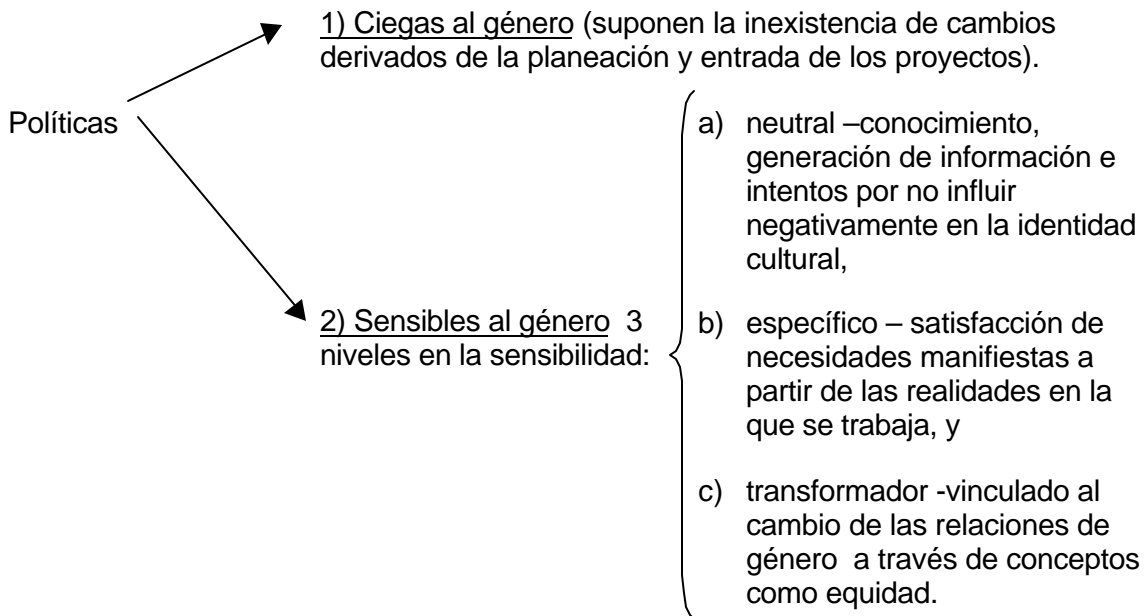 1) Ciegas al género (suponen la inexistencia de cambios
derivados de la planeación y entrada de los proyectos).
Políticas
2) Sensibles al género 3
niveles en la sensibilidad:
a) neutral –conocimiento,
generación de información e
intentos por no influir
negativamente en la identidad
cultural,
b) específico – satisfacción de
necesidades manifiestas a
partir de las realidades en la
que se trabaja, y
c) transformador -vinculado al
cambio de las relaciones de
género a través de conceptos
como equidad.